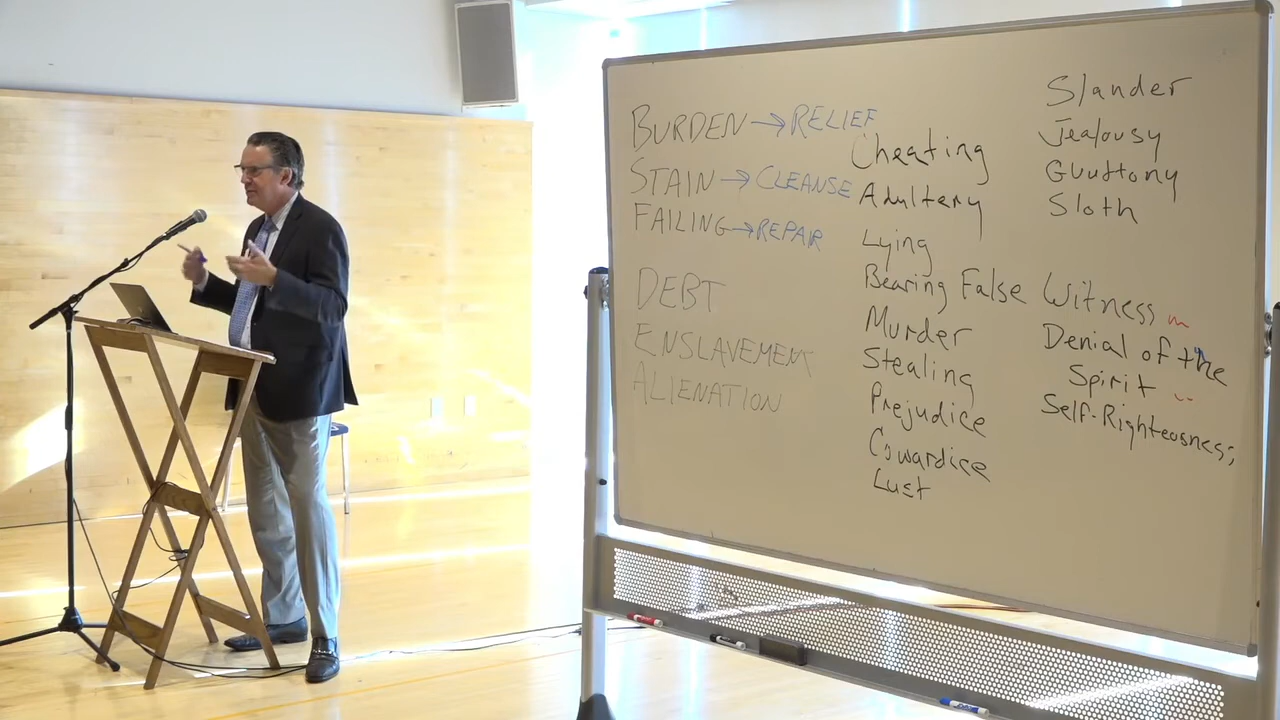 BURDEN → RELIEF
STAIN → CLEANSE
FAILING → REPAIR
DEBT
ENSLAVEMENT
ALIENATION
Cheating
Adultery
Lying
Bearing False Witness
Murder
Stealing
Prejudice
Cowardice
Lust
Slander
Jealousy
Guuttony
Sloth
Denial of the
Spirit
Self-Righteousness;